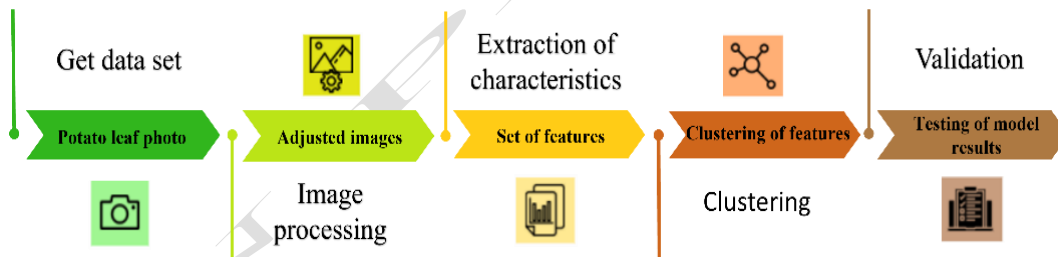 Get data set
Potato leaf photo
Adjusted images
Image
processing
Extraction of
characteristics
Set of features
Clustering of features
Clustering
Validation
Testing of model
results